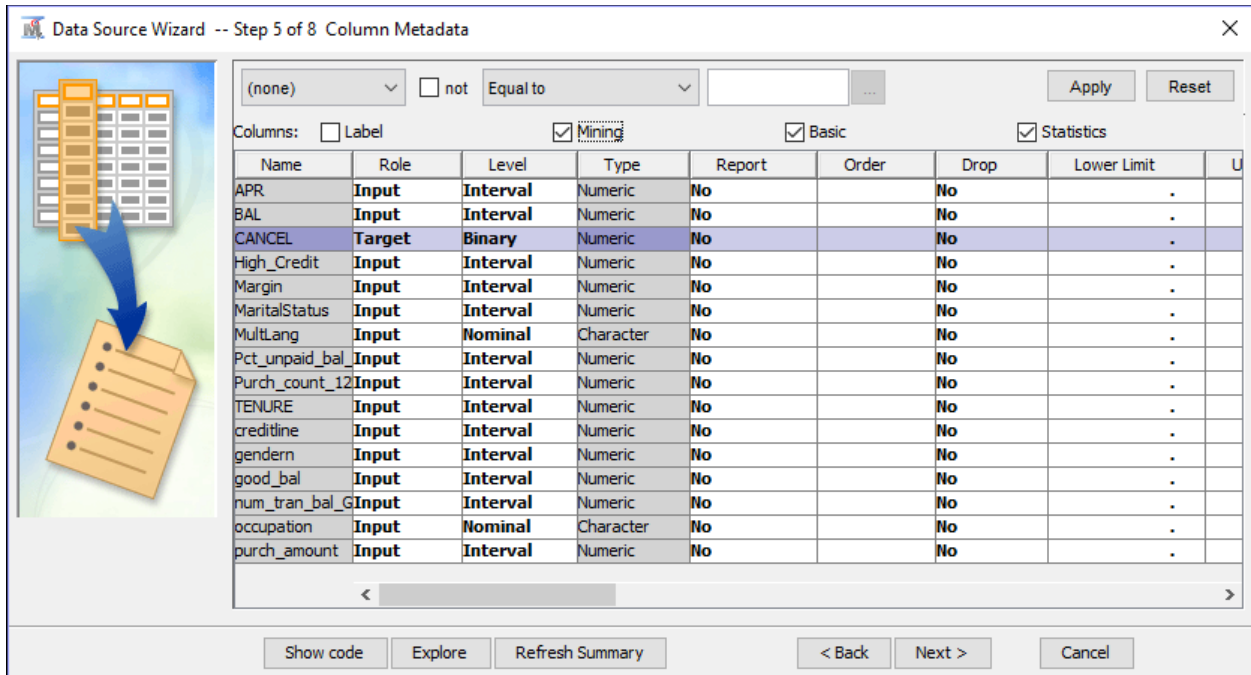 Data Source Wizard -- Step 5 of 8 Column Metadata
(none) not Equal to ... Apply Reset
Columns: Label Mining Basic Statistics
Name Role Level Type Report Order Drop Lower Limit U
APR Input Interval Numeric No No .
BAL Input Interval Numeric No No .
CANCEL Target Binary Numeric No No .
High_Credit Input Interval Numeric No No .
Margin Input Interval Numeric No No .
MaritalStatus Input Interval Numeric No No .
MultLang Input Nominal Character No No .
Pct_unpaid_bal_ Input Interval Numeric No No .
Purch_count_12 Input Interval Numeric No No .
TENURE Input Interval Numeric No No .
creditline Input Interval Numeric No No .
gendern Input Interval Numeric No No .
good_bal Input Interval Numeric No No .
num_tran_bal_G Input Interval Numeric No No .
occupation Input Nominal Character No No .
purch_amount Input Interval Numeric No No .
Show code Explore Refresh Summary < Back Next > Cancel